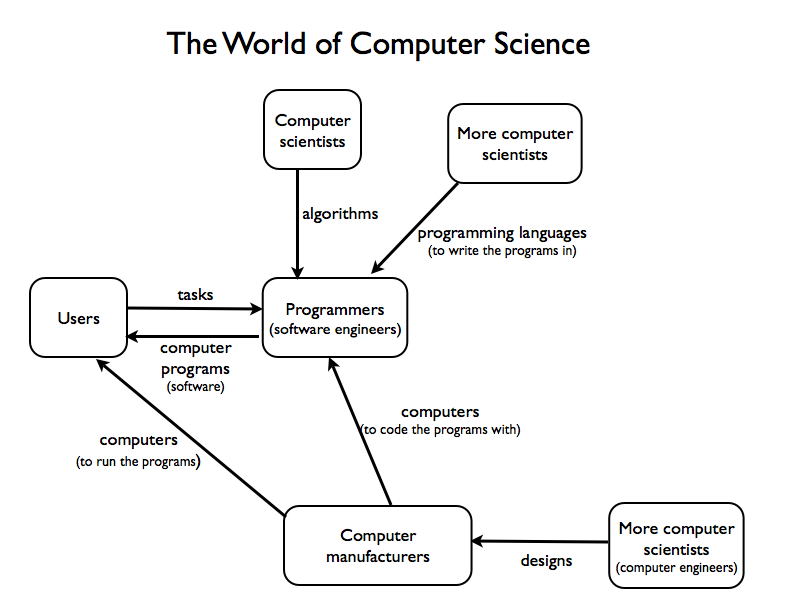 The World of Computer Science
Computer
scientists
More computer
scientists
algorithms
programming languages
(to write the programs in)
Users
tasks
Programmers
(software engineers)
computer
programs
(software)
computers
(to code the programs with)
computers
(to run the programs)
Computer
manufacturers
designs
More computer
scientists
(computer engineers)